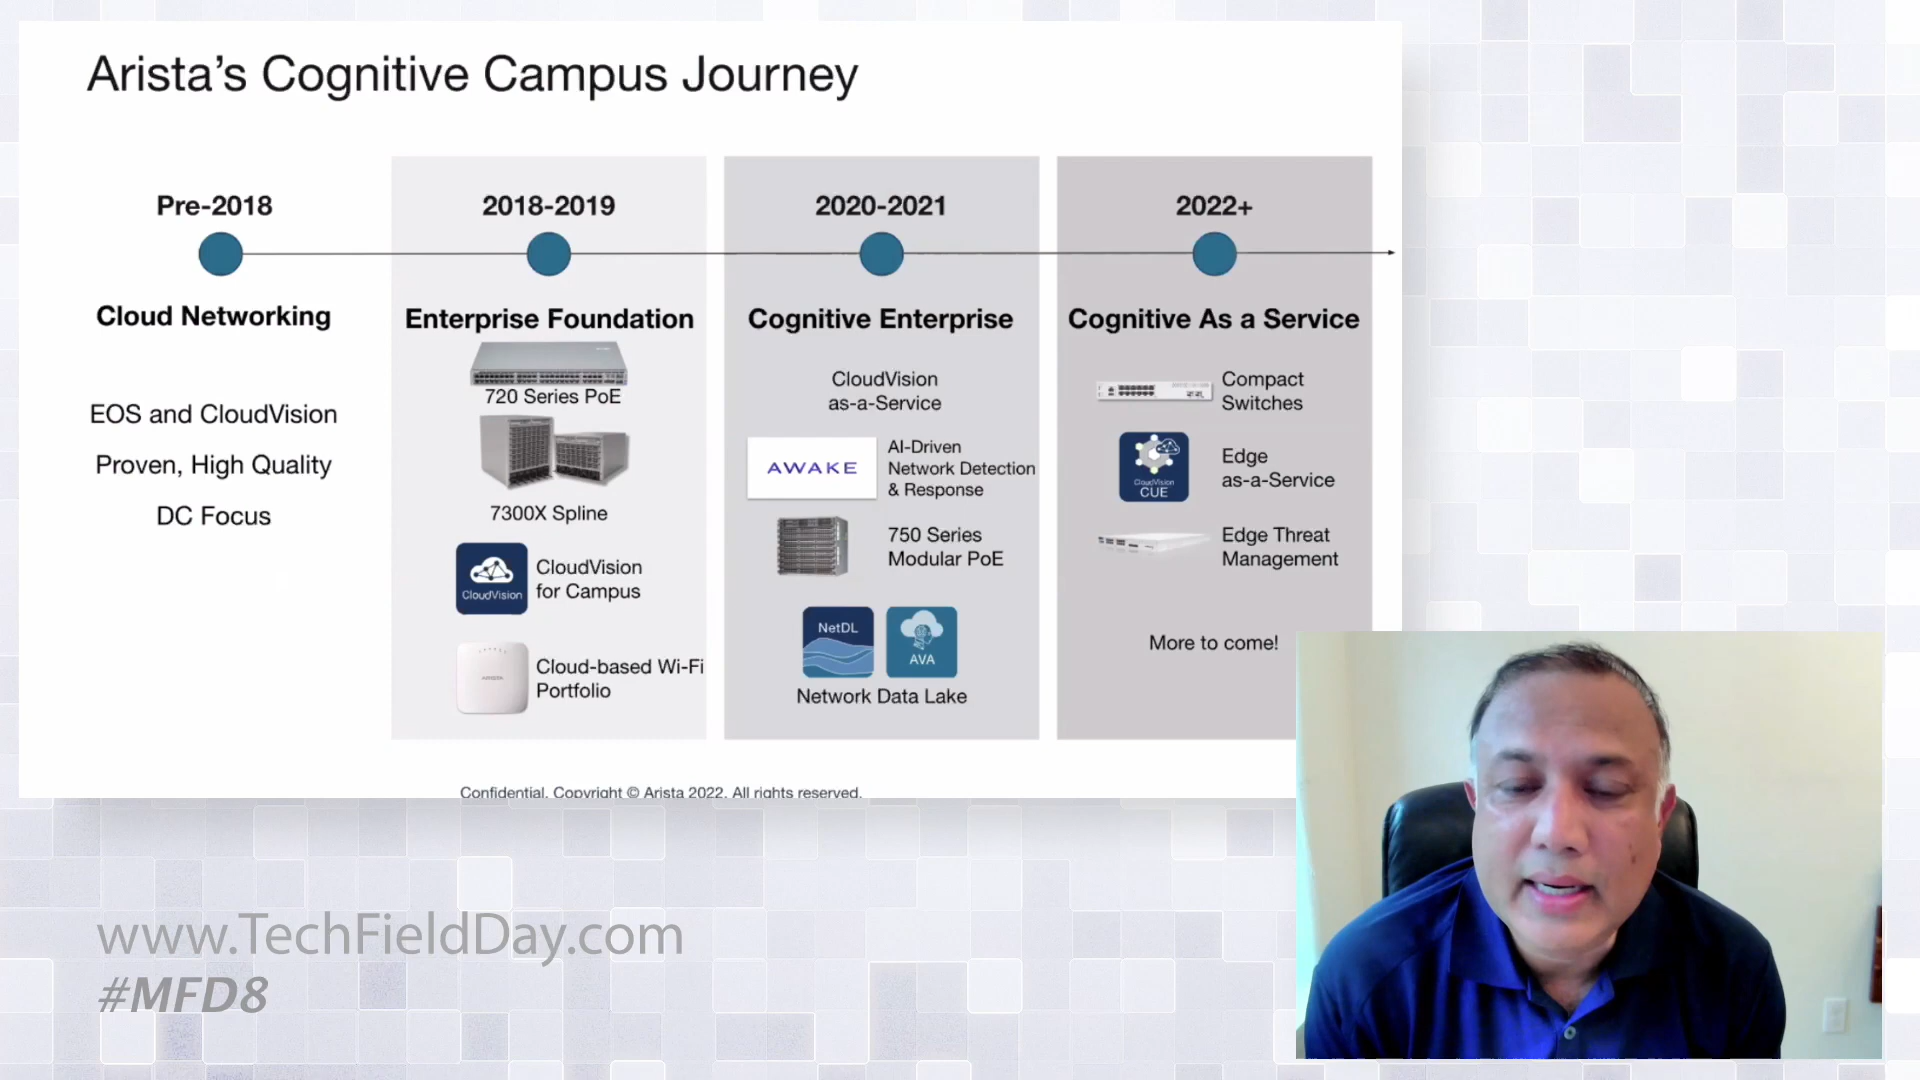 Arista's Cognitive Campus Journey
Pre-2018
Cloud Networking
EOS and CloudVision
Proven, High Quality
DC Focus
2018-2019
Enterprise Foundation
720 Series PoE
7300X Spline
CloudVision
CloudVision
for Campus
ARISTA
Cloud-based Wi-Fi
Portfolio
2020-2021
Cognitive Enterprise
CloudVision
as-a-Service
AWAKE
AI-Driven
Network Detection
& Response
750 Series
Modular PoE
NetDL
AVA
Network Data Lake
2022+
Cognitive As a Service
Compact
Switches
CloudVision
CUE
Edge
as-a-Service
Edge Threat
Management
More to come!
Confidential. Copyright © Arista 2022. All rights reserved.
www.TechFieldDay.com
#MFD8